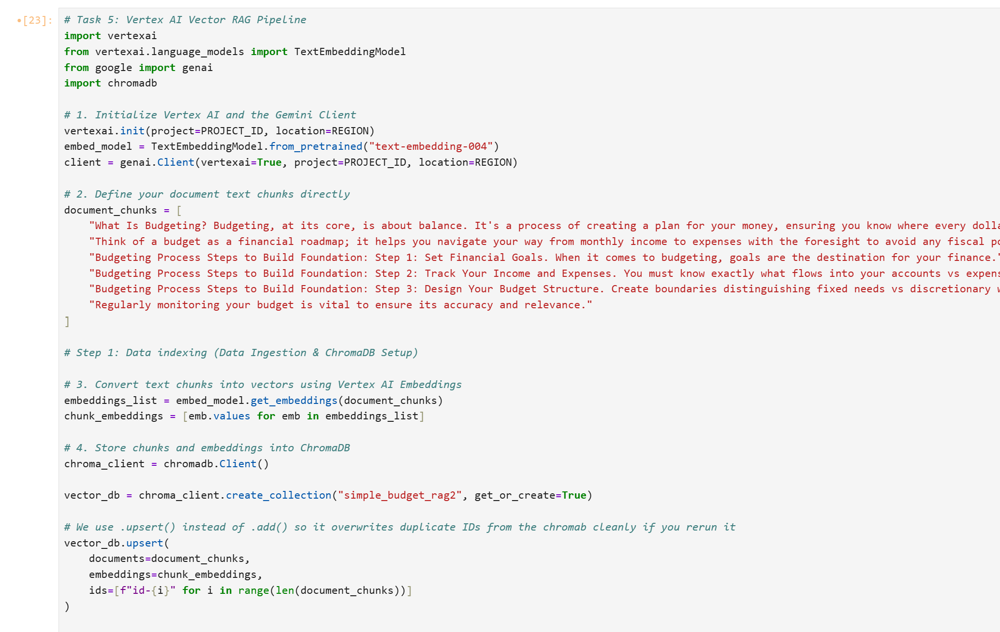 •[23]:
# Task 5: Vertex AI Vector RAG Pipeline
import vertexai
from vertexai.language_models import TextEmbeddingModel
from google import genai
import chromadb
# 1. Initialize Vertex AI and the Gemini Client
vertexai.init(project=PROJECT_ID, location=REGION)
embed_model = TextEmbeddingModel.from_pretrained("text-embedding-004")
client = genai.Client(vertexai=True, project=PROJECT_ID, location=REGION)
# 2. Define your document text chunks directly
document_chunks = [
    "What Is Budgeting? Budgeting, at its core, is about balance. It's a process of creating a plan for your money, ensuring you know where every
    "Think of a budget as a financial roadmap; it helps you navigate your way from monthly income to expenses with the foresight to avoid any fiscal
    "Budgeting Process Steps to Build Foundation: Step 1: Set Financial Goals. When it comes to budgeting, goals are the destination for your finance."
    "Budgeting Process Steps to Build Foundation: Step 2: Track Your Income and Expenses. You must know exactly what flows into your accounts vs
    "Budgeting Process Steps to Build Foundation: Step 3: Design Your Budget Structure. Create boundaries distinguishing fixed needs vs discretionary
    "Regularly monitoring your budget is vital to ensure its accuracy and relevance."
]
# Step 1: Data indexing (Data Ingestion & ChromaDB Setup)
# 3. Convert text chunks into vectors using Vertex AI Embeddings
embeddings_list = embed_model.get_embeddings(document_chunks)
chunk_embeddings = [emb.values for emb in embeddings_list]
# 4. Store chunks and embeddings into ChromaDB
chroma_client = chromadb.Client()
vector_db = chroma_client.create_collection("simple_budget_rag2", get_or_create=True)
# We use .upsert() instead of .add() so it overwrites duplicate IDs from the chromab cleanly if you rerun it
vector_db.upsert(
    documents=document_chunks,
    embeddings=chunk_embeddings,
    ids=[f"id-{i}" for i in range(len(document_chunks))]
)